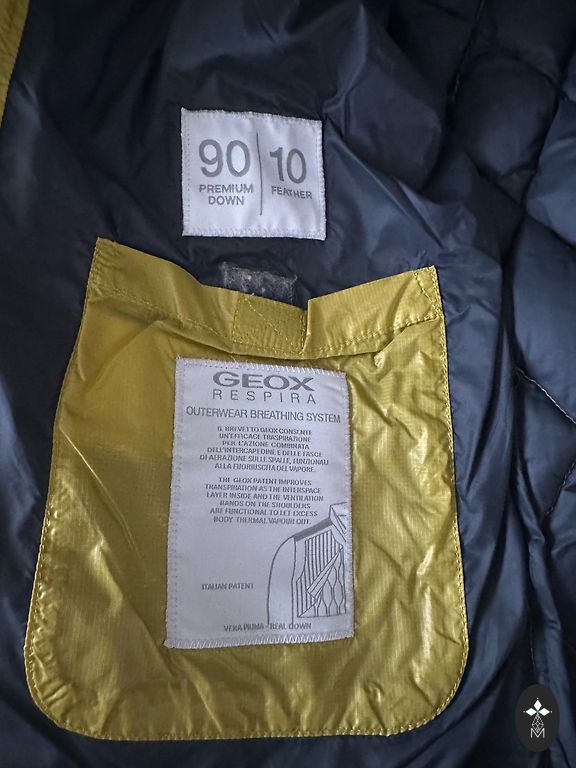 90 10
PREMIUM FEATHER
DOWN
GEOX
RESPIRA
OUTERWEAR BREATHING SYSTEM
IL BREVETTO GEOX CONSENTE
UN'EFFICACE TRASPIRAZIONE
PER L'AZIONE COMBINATA
DELL'INTERCAPEDINE E DELLE FASCE
DI AERAZIONE SULLE SPALLE, FUNZIONALI
ALLA FUORIUSCITA DEL VAPORE.
THE GEOX PATENT IMPROVES
TRANSPIRATION AS THE INTERSPACE
LAYER INSIDE AND THE VENTILATION
BANDS ON THE SHOULDERS
ARE FUNCTIONAL TO LET EXCESS
BODY THERMAL VAPOUR OUT.
ITALIAN PATENT
VERA PIUMA - REAL DOWN
M